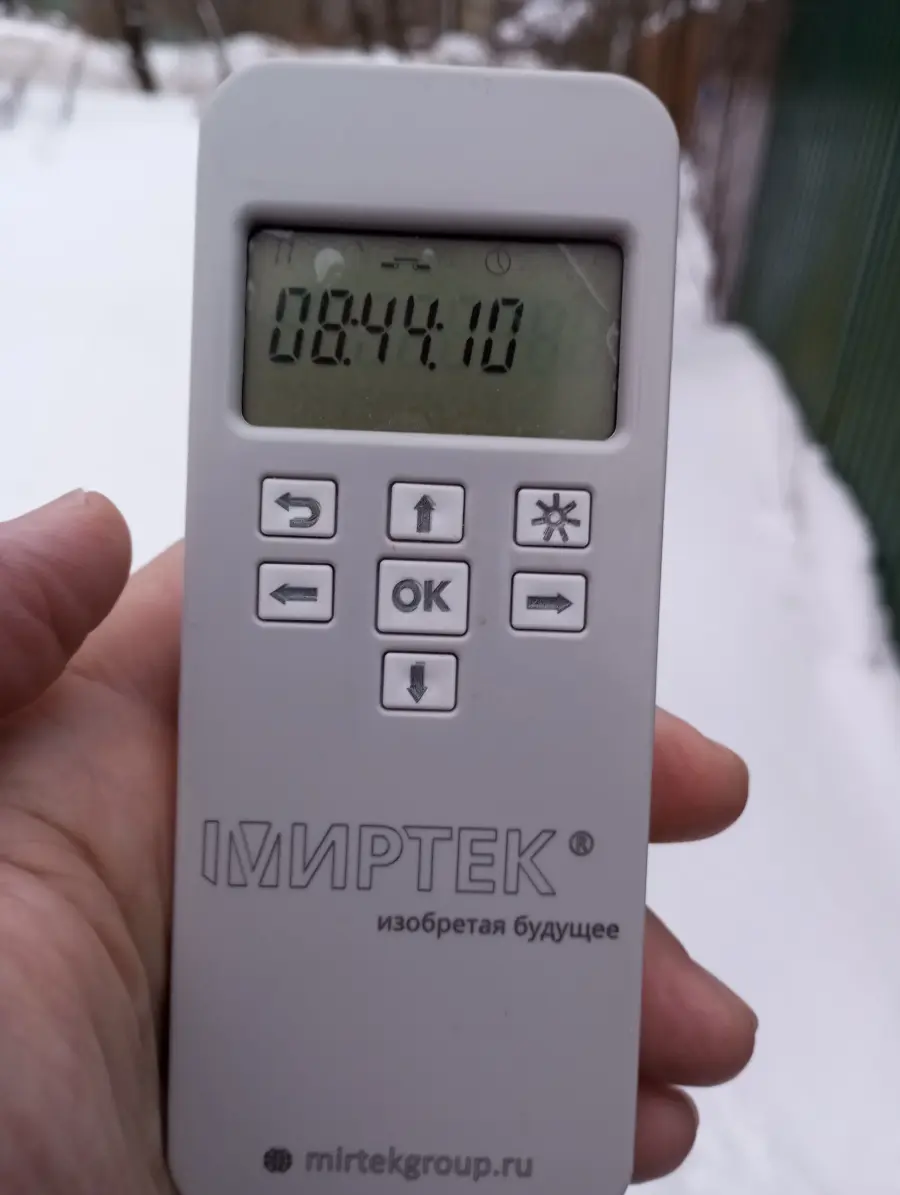 08:44:10
OK
МИРТЕК®
изобретая будущее
mirtekgroup.ru